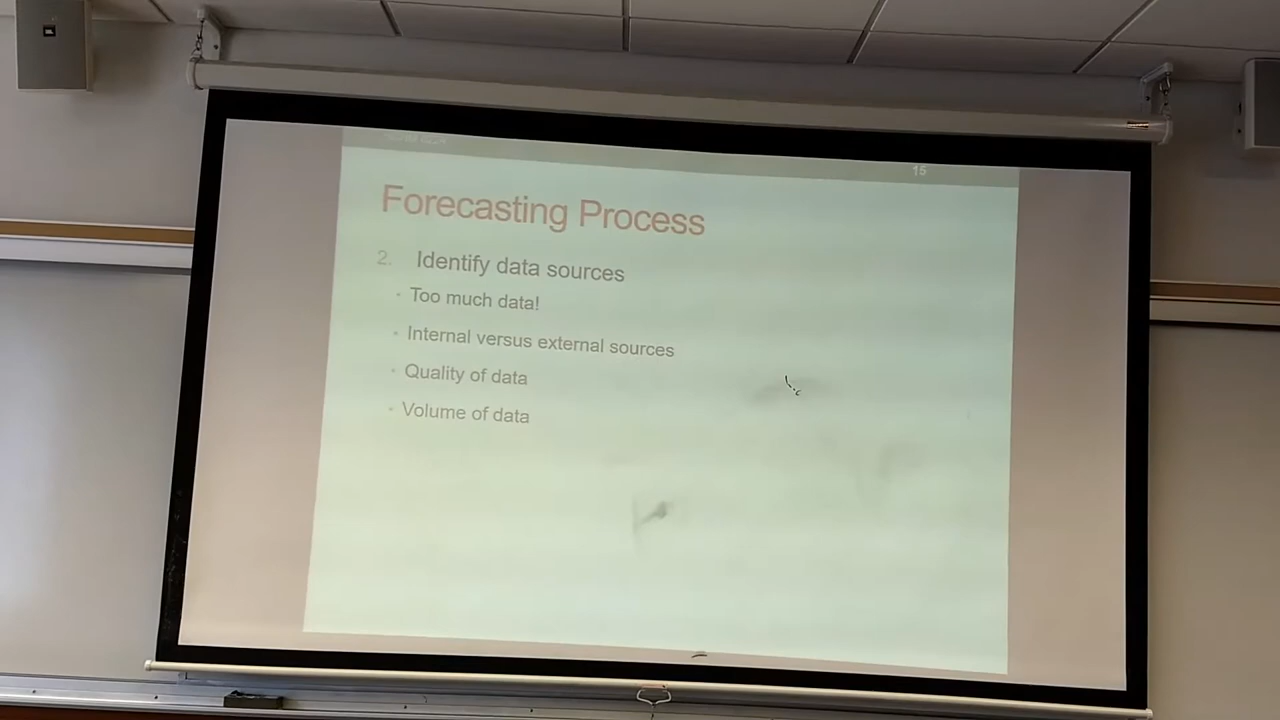 15
Forecasting Process
2. Identify data sources
• Too much data!
• Internal versus external sources
• Quality of data
• Volume of data